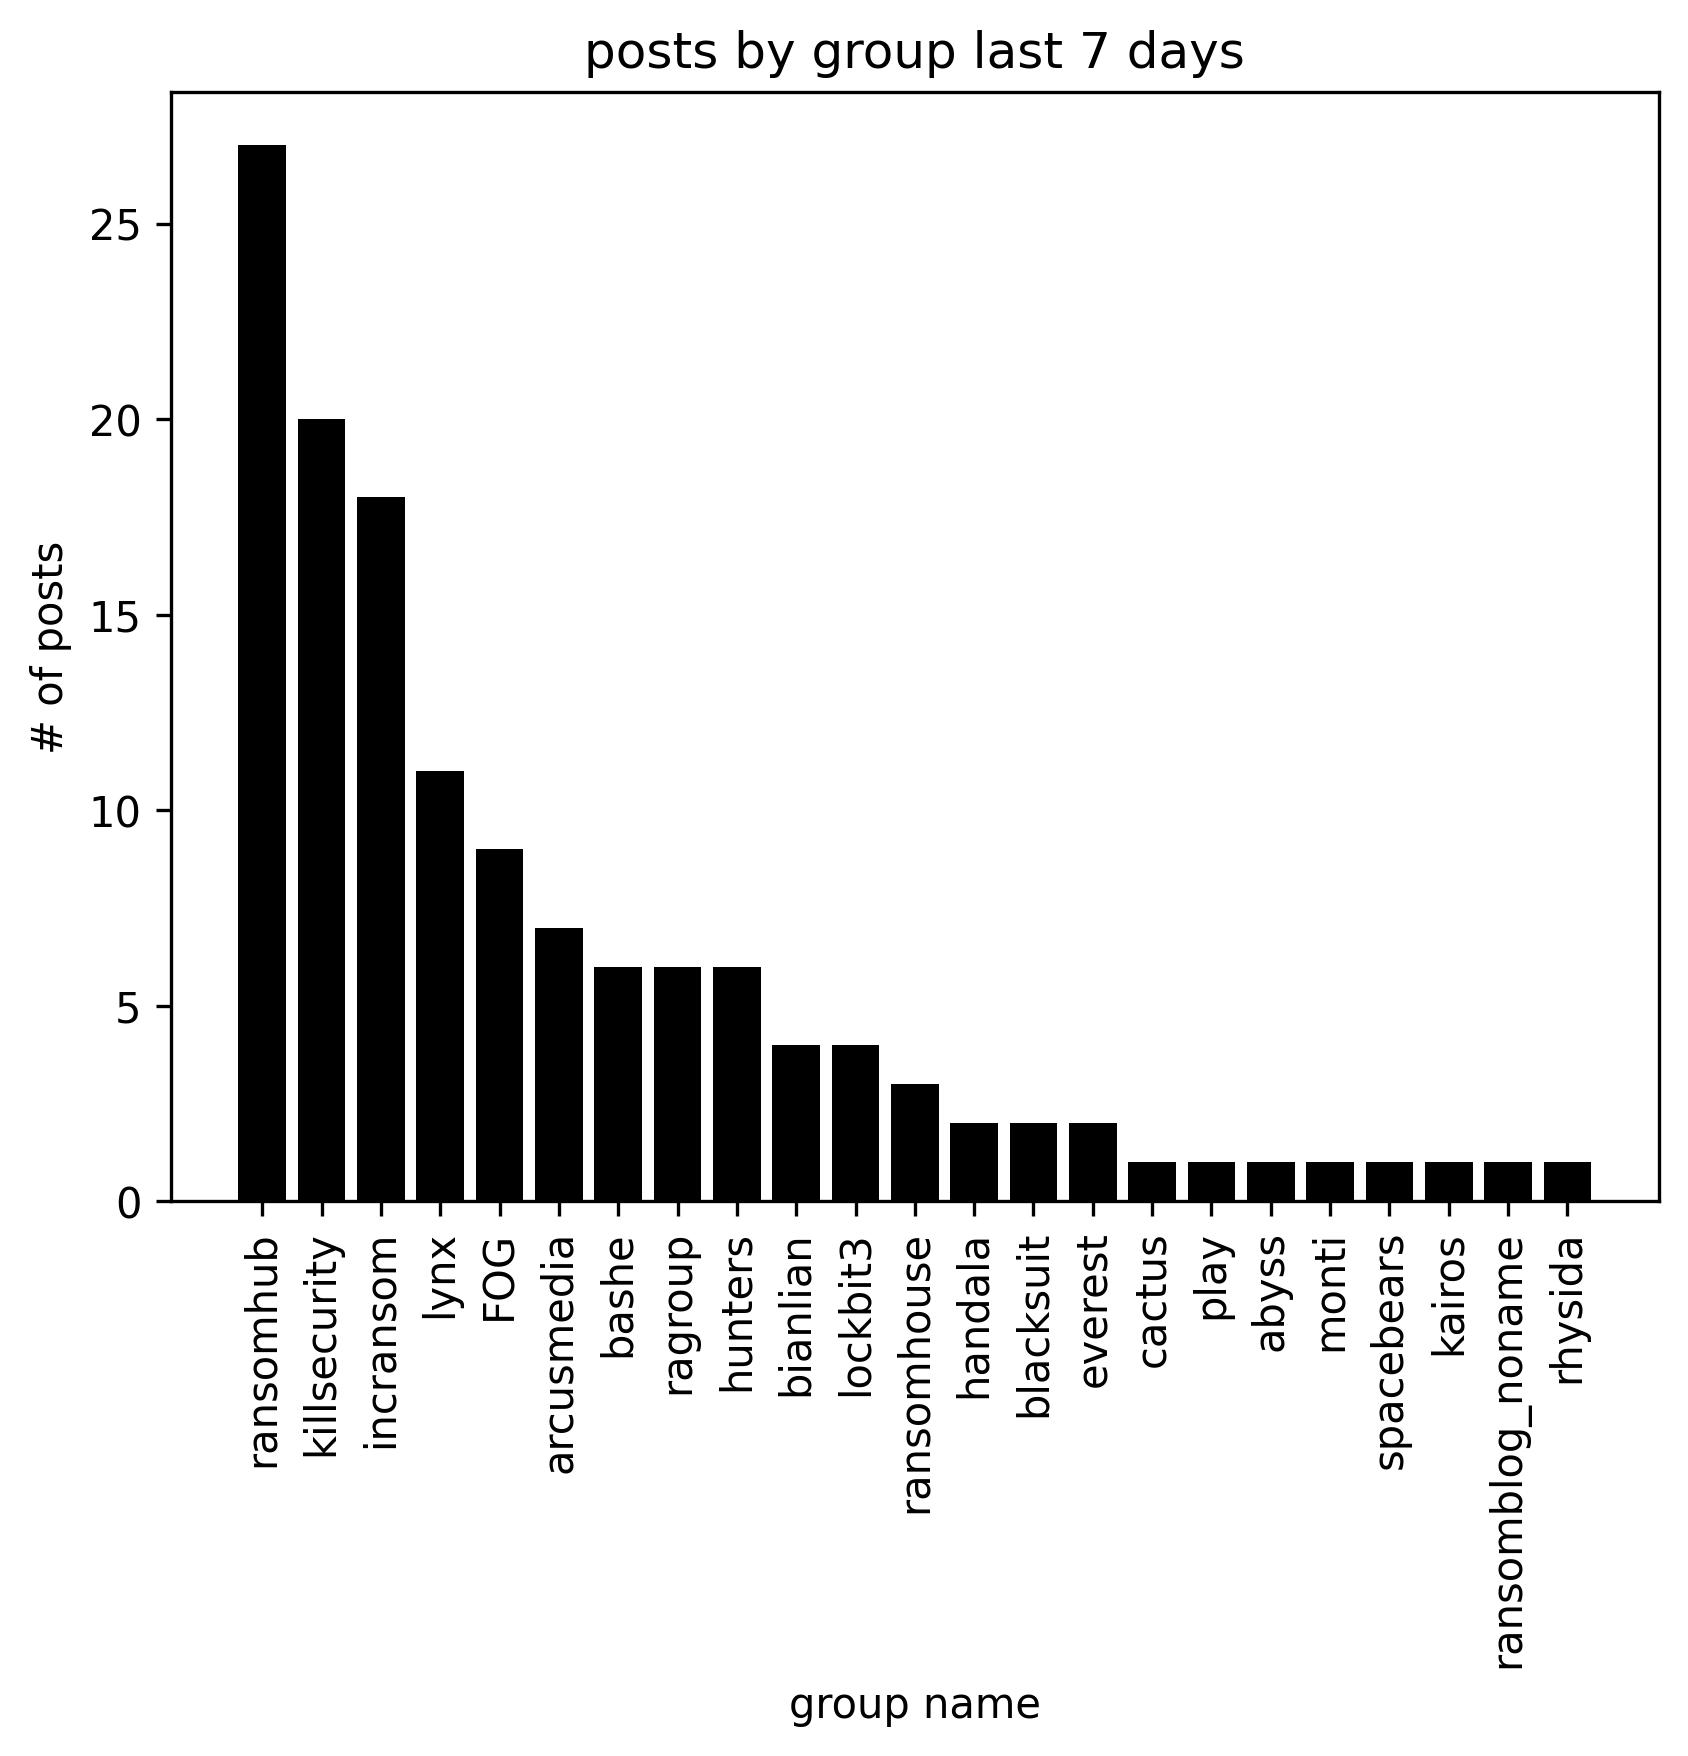 posts by group last 7 days
# of posts
25
20
15
10
5
0
ransomhub
killsecurity
incransom
lynx
FOG
arcusmedia
bashe
ragroup
hunters
bianlian
lockbit3
ransomhouse
handala
blacksuit
everest
cactus
play
abyss
monti
spacebears
kairos
ransomblog_noname
rhysida
group name